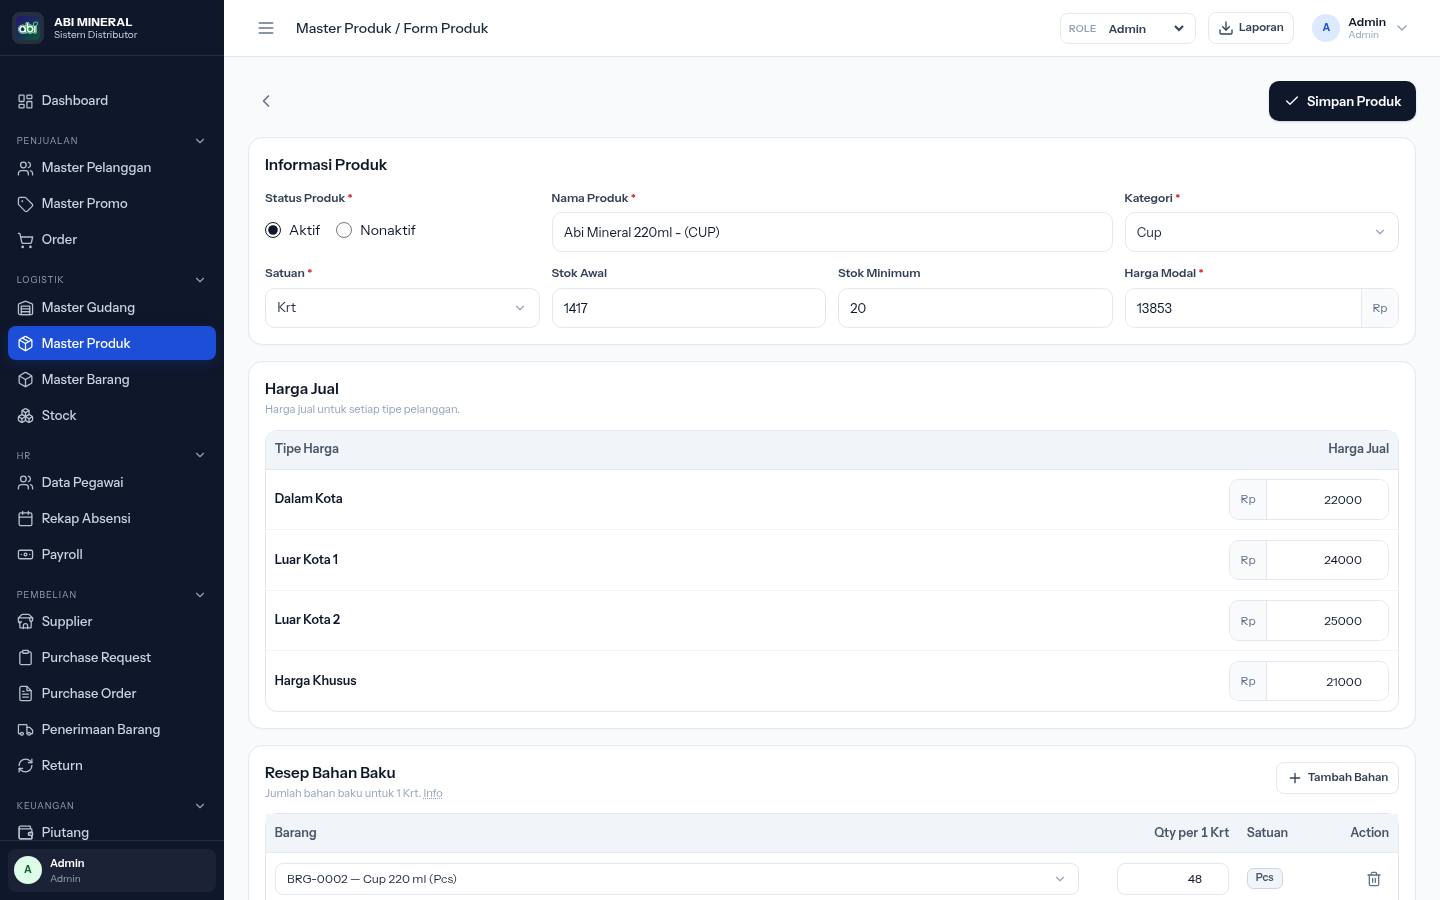 abi
ABI MINERAL
Sistem Distributor
Master Produk / Form Produk
ROLE Admin
Laporan
A
Admin
Admin
Dashboard
PENJUALAN
Master Pelanggan
Master Promo
Order
LOGISTIK
Master Gudang
Master Produk
Master Barang
Stock
HR
Data Pegawai
Rekap Absensi
Payroll
PEMBELIAN
Supplier
Purchase Request
Purchase Order
Penerimaan Barang
Return
KEUANGAN
Piutang
A
Admin
Admin
Simpan Produk
Informasi Produk
Status Produk *
Aktif Nonaktif
Nama Produk *
Abi Mineral 220ml - (CUP)
Kategori *
Cup
Satuan *
Krt
Stok Awal
1417
Stok Minimum
20
Harga Modal *
13853 Rp
Harga Jual
Harga jual untuk setiap tipe pelanggan.
Tipe Harga Harga Jual
Dalam Kota Rp 22000
Luar Kota 1 Rp 24000
Luar Kota 2 Rp 25000
Harga Khusus Rp 21000
Resep Bahan Baku
Jumlah bahan baku untuk 1 Krt. Info
Tambah Bahan
Barang Qty per 1 Krt Satuan Action
BRG-0002 — Cup 220 ml (Pcs) 48 Pcs